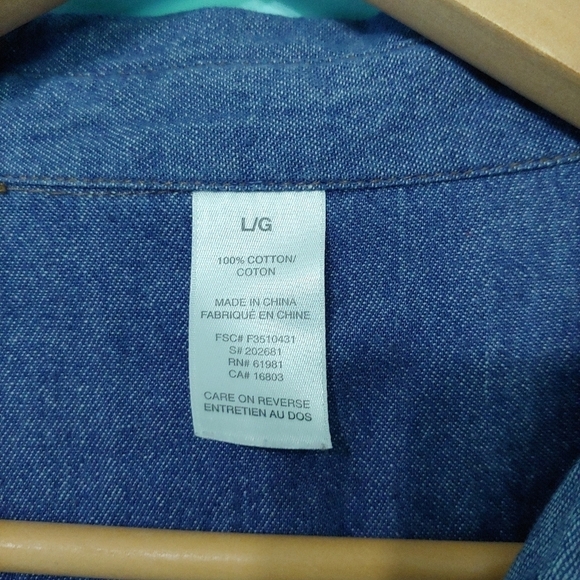 L/G
100% COTTON/
COTON
MADE IN CHINA
FABRIQUÉ EN CHINE
FSC# F3510431
S# 202681
RN# 61981
CA# 16803
CARE ON REVERSE
ENTRETIEN AU DOS